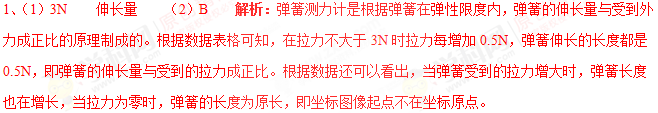 1、（1）3N　　伸长量　　（2）B　　解析：弹簧测力计是根据弹簧在弹性限度内，弹簧的伸长量与受到外
力成正比的原理制成的。根据数据表格可知，在拉力不大于 3N 时拉力每增加 0.5N，弹簧伸长的长度都是
0.5N，即弹簧的伸长量与受到的拉力成正比。根据数据还可以看出，当弹簧受到的拉力增大时，弹簧长度
也在增长，当拉力为零时，弹簧的长度为原长，即坐标图像起点不在坐标原点。